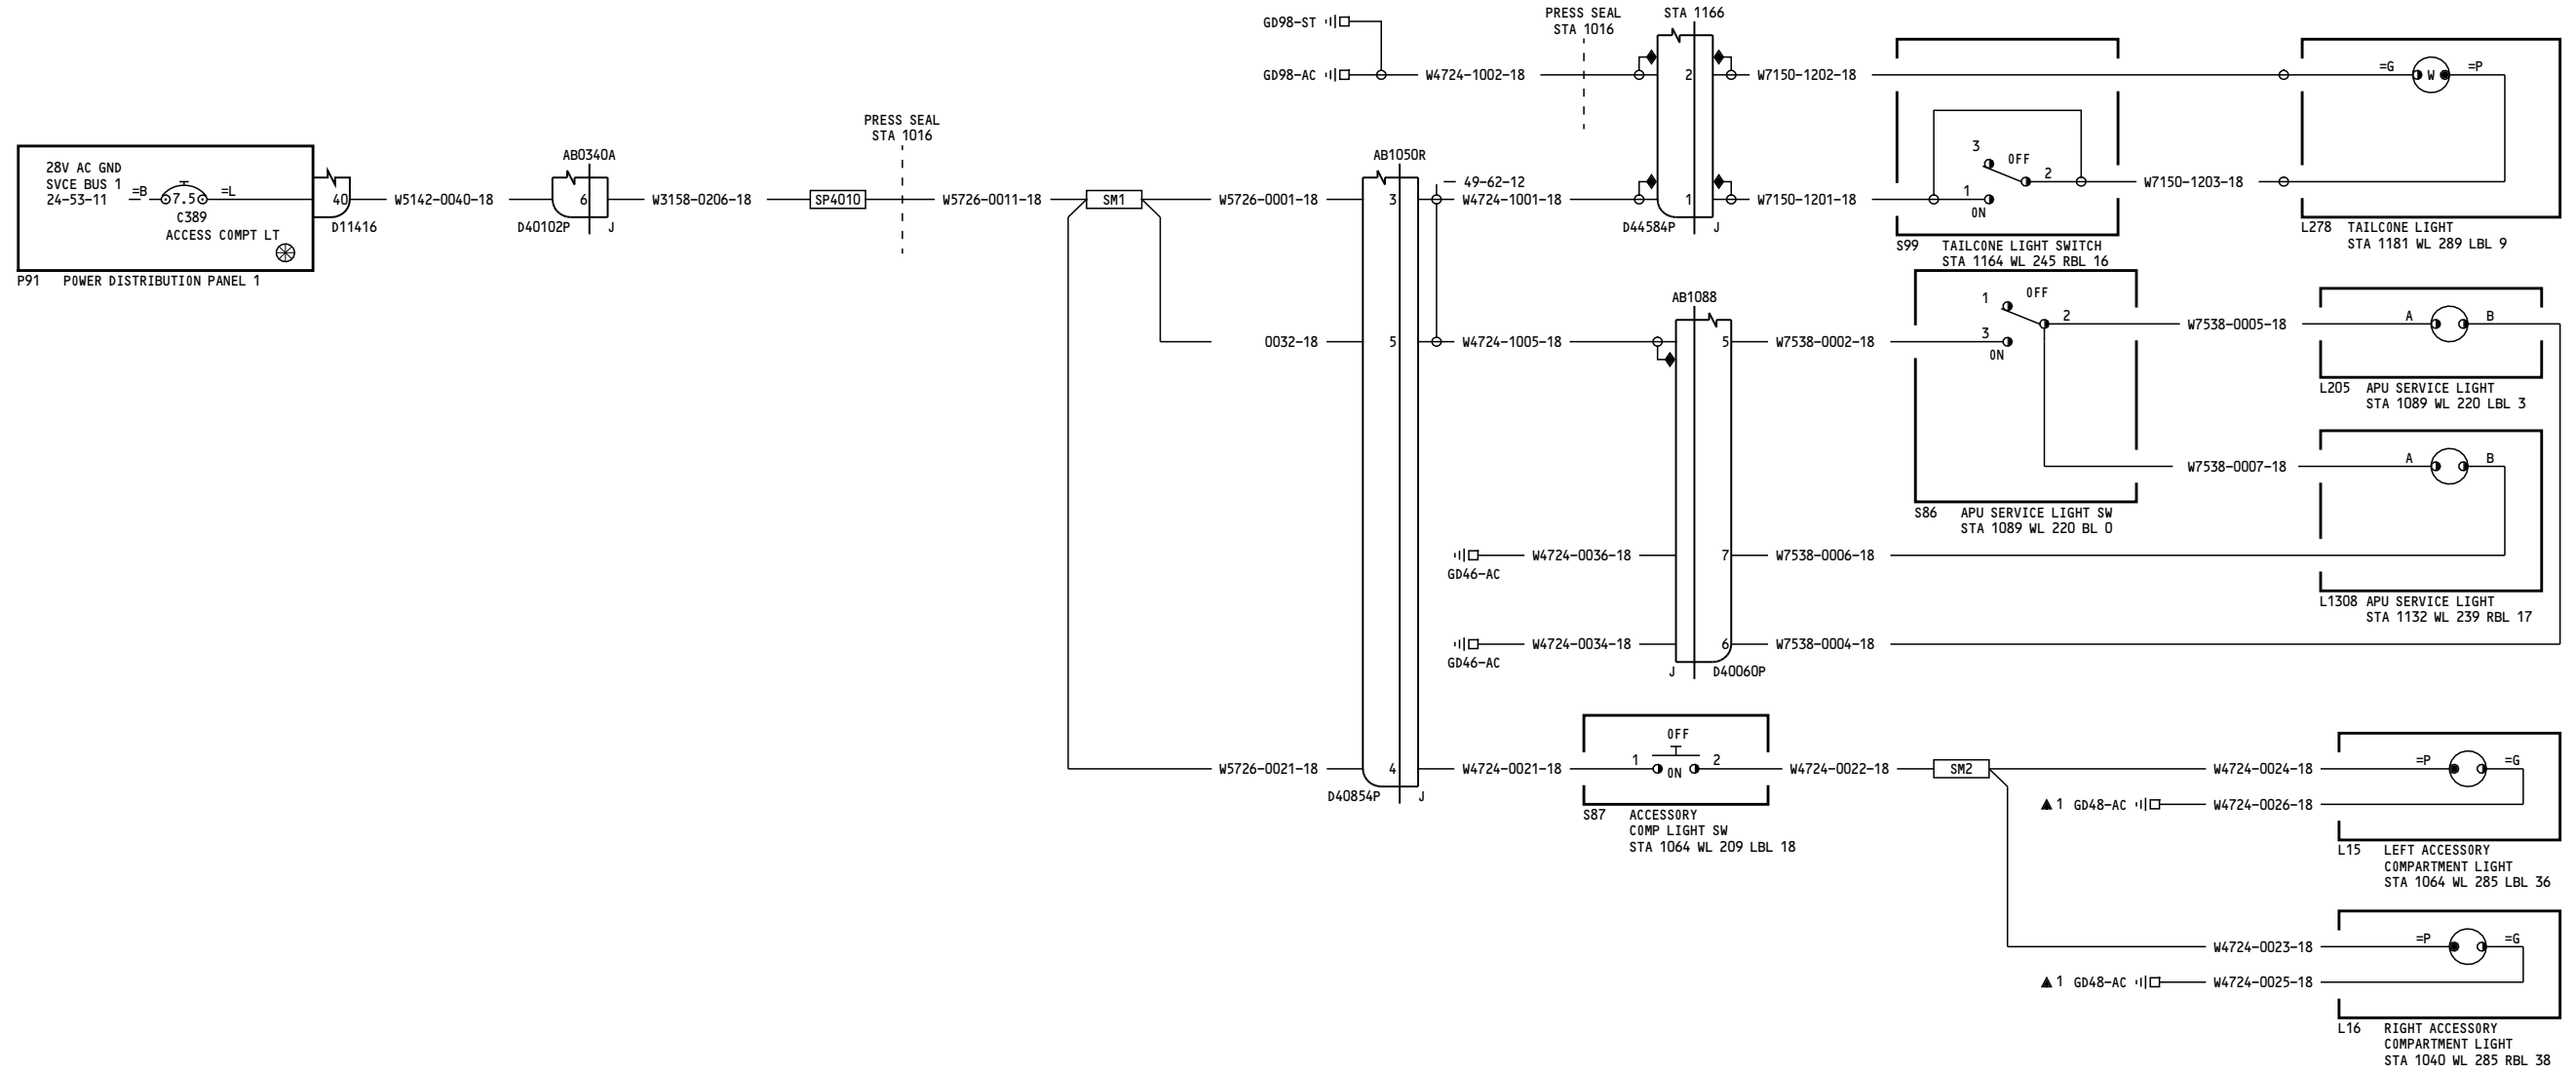 GD98-ST
GD98-AC
W4724-1002-18
PRESS SEAL
STA 1016
STA 1166
2
W7150-1202-18
=G
W
=P
L278 TAILCONE LIGHT
STA 1181 WL 289 LBL 9
28V AC GND
SVCE BUS 1
24-53-11
=B
7.5
=L
C389
ACCESS COMPT LT
P91 POWER DISTRIBUTION PANEL 1
40
D11416
W5142-0040-18
AB0340A
6
D40102P J
W3158-0206-18
SP4010
PRESS SEAL
STA 1016
W5726-0011-18
SM1
W5726-0001-18
AB1050R
3
49-62-12
W4724-1001-18
1
D44584P J
W7150-1201-18
3
OFF
2
1
ON
W7150-1203-18
S99 TAILCONE LIGHT SWITCH
STA 1164 WL 245 RBL 16
0032-18
5
W4724-1005-18
AB1088
5
W7538-0002-18
1
OFF
2
3
ON
W7538-0005-18
A
B
L205 APU SERVICE LIGHT
STA 1089 WL 220 LBL 3
W7538-0007-18
A
B
S86 APU SERVICE LIGHT SW
STA 1089 WL 220 BL 0
GD46-AC
W4724-0036-18
7
W7538-0006-18
L1308 APU SERVICE LIGHT
STA 1132 WL 239 RBL 17
GD46-AC
W4724-0034-18
6
W7538-0004-18
J D40060P
W5726-0021-18
4
D40854P J
W4724-0021-18
OFF
1
ON
2
S87 ACCESSORY
COMP LIGHT SW
STA 1064 WL 209 LBL 18
W4724-0022-18
SM2
W4724-0024-18
=P
=G
1 GD48-AC
W4724-0026-18
L15 LEFT ACCESSORY
COMPARTMENT LIGHT
STA 1064 WL 285 LBL 36
W4724-0023-18
=P
=G
1 GD48-AC
W4724-0025-18
L16 RIGHT ACCESSORY
COMPARTMENT LIGHT
STA 1040 WL 285 RBL 38